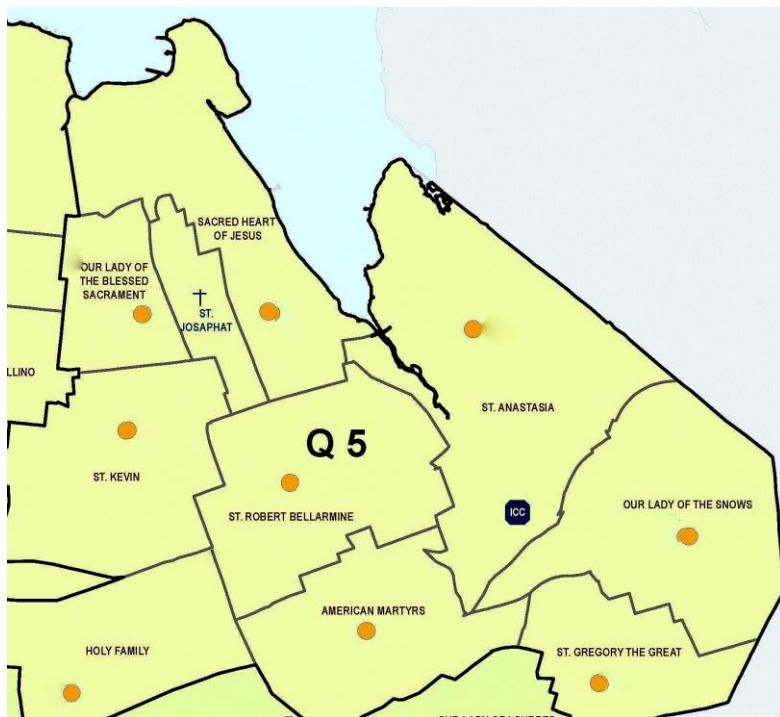 SACRED HEART
OF JESUS
OUR LADY OF
THE BLESSED
SACRAMENT
ST.
JOSAPHAT
LLINO
ST. ANASTASIA
Q 5
ST. KEVIN
OUR LADY OF THE SNOWS
ICC
ST. ROBERT BELLARMINE
AMERICAN MARTYRS
HOLY FAMILY
ST. GREGORY THE GREAT